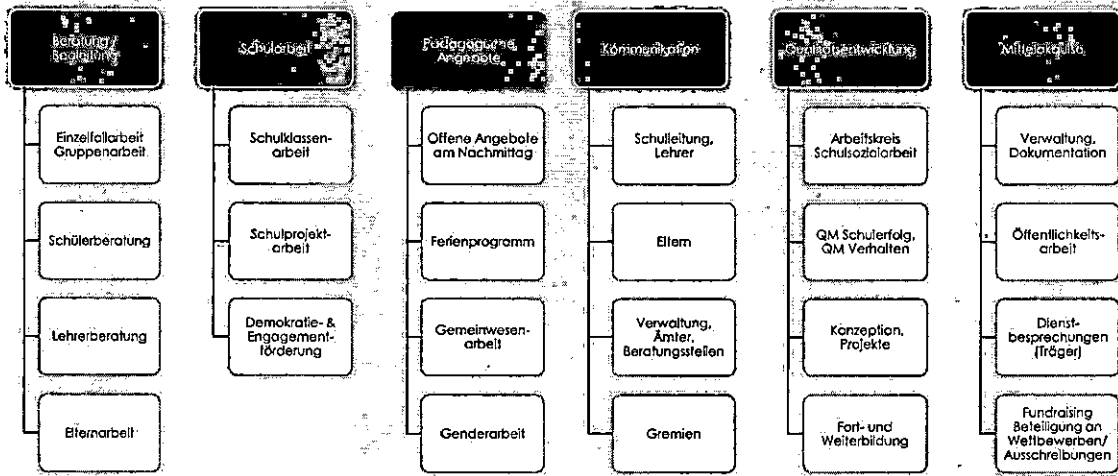 Beratung /
Begleitung
Einzelfallarbeit
Gruppenarbeit
Schülerberatung
Lehrerberatung
Elternarbeit
Schularbeit
Schulklassen-
arbeit
Schulprojekt-
arbeit
Demokratie- &
Engagement-
förderung
Pädagogische
Angebote
Offene Angebote
am Nachmittag
Ferienprogramm
Gemeinwesen-
arbeit
Genderarbeit
Kommunikation
Schulleitung,
Lehrer
Eltern
Verwaltung,
Ämter,
Beratungsstellen
Gremien
Qualitätsentwicklung
Arbeitskreis
Schulsozialarbeit
QM Schulerfolg,
QM Verhalten
Konzeption,
Projekte
Fort- und
Weiterbildung
Mittelakquise
Verwaltung,
Dokumentation
Öffentlichkeits-
arbeit
Dienst-
besprechungen
(Träger)
Fundraising
Beteiligung an
Wettbewerben/
Ausschreibungen